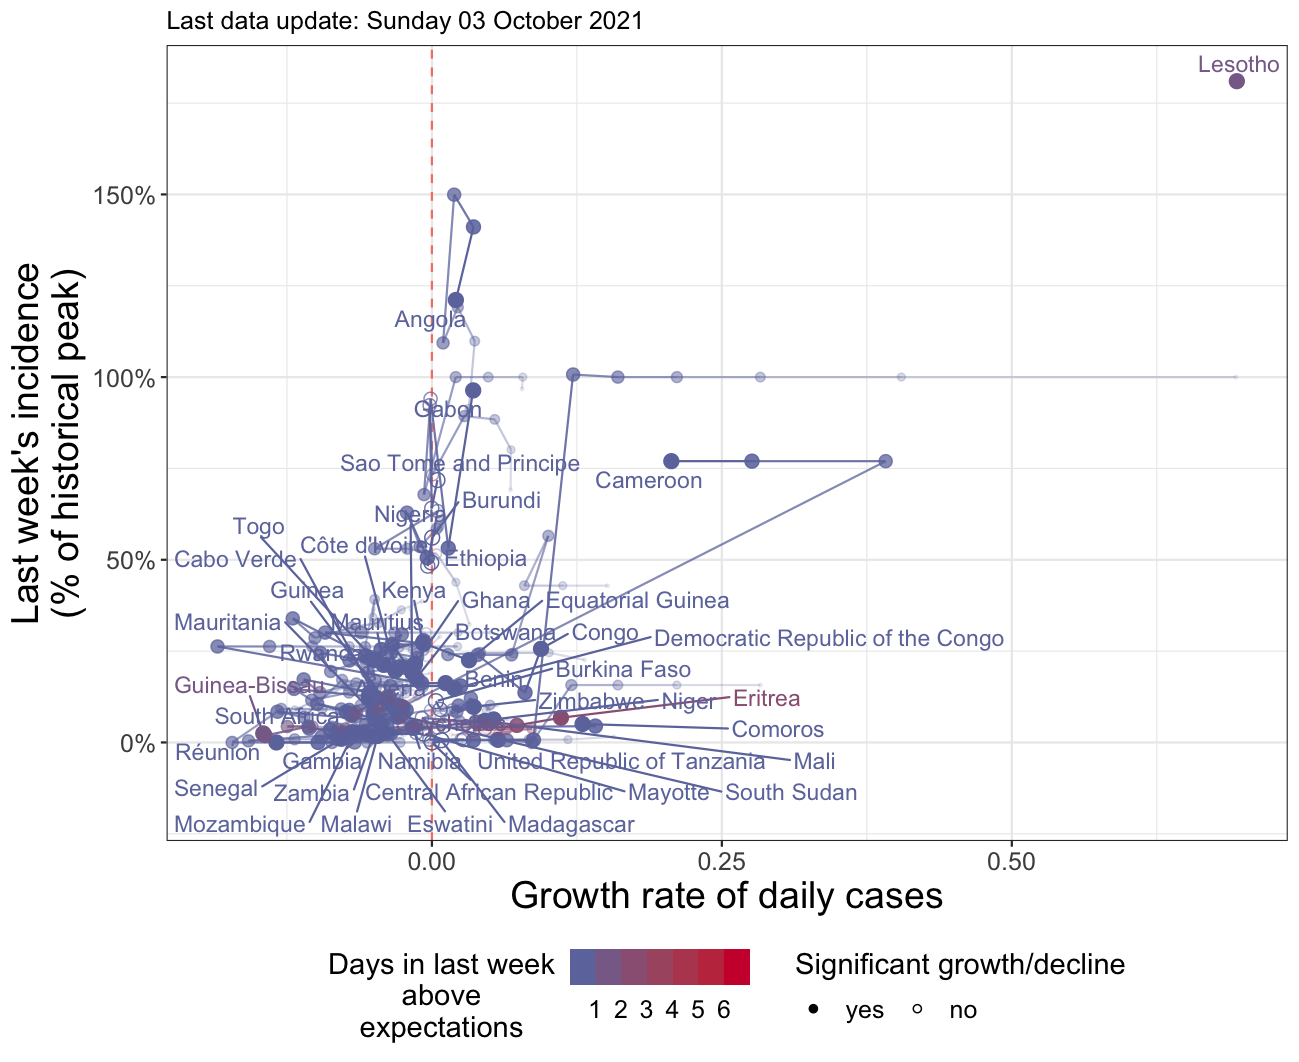 Last data update: Sunday 03 October 2021
Last week's incidence
(% of historical peak)
150%
100%
50%
0%
Lesotho
Angola
Gabon
Sao Tome and Principe
Cameroon
Burundi
Nigeria
Togo
Côte d'Ivoire
Cabo Verde
Ethiopia
Guinea
Kenya
Ghana
Equatorial Guinea
Mauritania
Mauritius
Botswana
Congo
Democratic Republic of the Congo
Rwanda
Burkina Faso
Benin
Guinea-Bissau
Algeria
Zimbabwe
Niger
Eritrea
South Africa
Comoros
Réunion
Gambia
Namibia
United Republic of Tanzania
Mali
Senegal
Zambia
Central African Republic
Mayotte
South Sudan
Mozambique
Malawi
Eswatini
Madagascar
0.00
0.25
0.50
Growth rate of daily cases
Days in last week
above
expectations
1 2 3 4 5 6
Significant growth/decline
yes
no